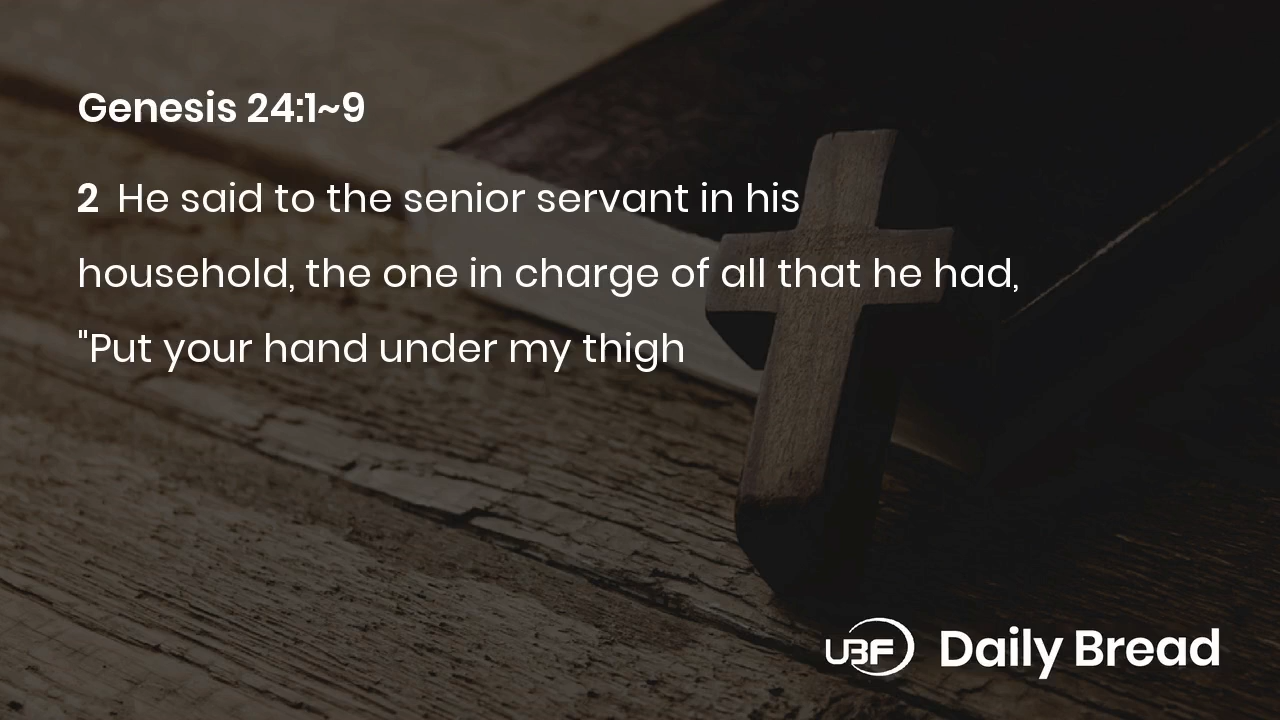 Genesis 24:1~9
2 He said to the senior servant in his
household, the one in charge of all that he had,
"Put your hand under my thigh
UBF Daily Bread